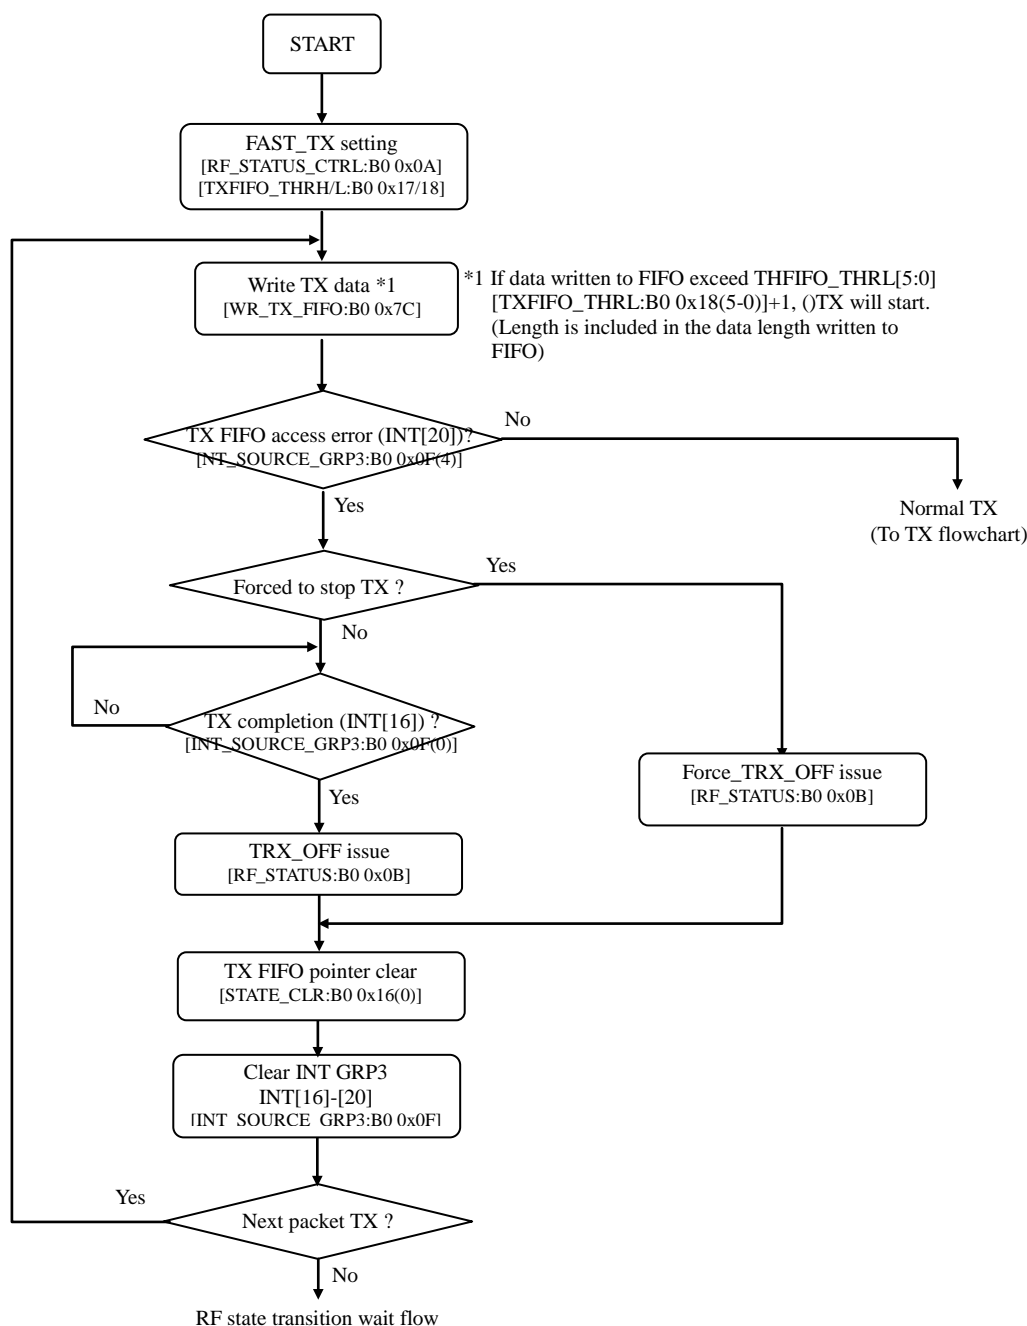 START
FAST_TX setting
[RF_STATUS_CTRL:B0 0x0A]
[TXFIFO_THRH/L:B0 0x17/18]
Write TX data *1
[WR_TX_FIFO:B0 0x7C]
*1 If data written to FIFO exceed THFIFO_THRL[5:0]
[TXFIFO_THRL:B0 0x18(5-0)]+1, ()TX will start.
(Length is included in the data length written to
FIFO)
TX FIFO access error (INT[20])?
[NT_SOURCE_GRP3:B0 0x0F(4)]
No
Normal TX
(To TX flowchart)
Yes
Forced to stop TX ?
Yes
No
No
TX completion (INT[16]) ?
[INT_SOURCE_GRP3:B0 0x0F(0)]
Yes
Force_TRX_OFF issue
[RF_STATUS:B0 0x0B]
TRX_OFF issue
[RF_STATUS:B0 0x0B]
TX FIFO pointer clear
[STATE_CLR:B0 0x16(0)]
Clear INT GRP3
INT[16]-[20]
[INT_SOURCE_GRP3:B0 0x0F]
Yes
Next packet TX ?
No
RF state transition wait flow